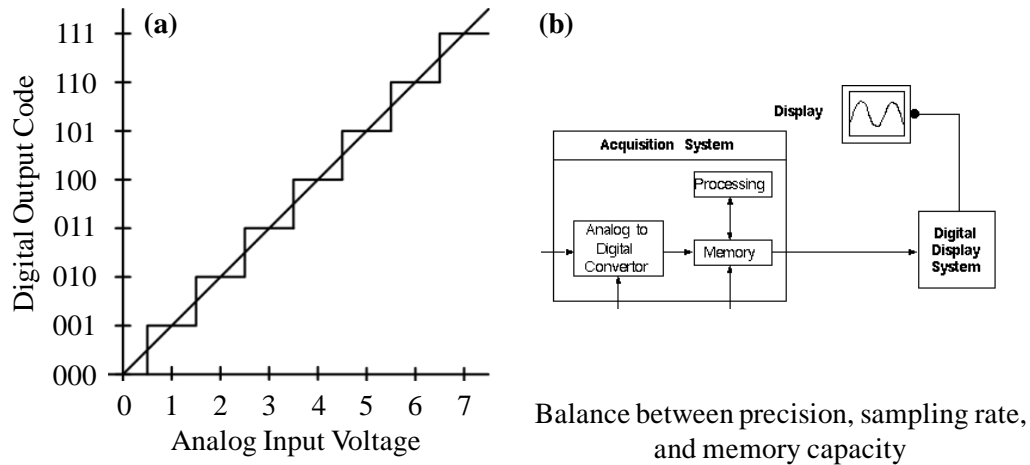 (a)
Digital Output Code
111
110
101
100
011
010
001
000
0 1 2 3 4 5 6 7
Analog Input Voltage
(b)
Display
Acquisition System
Processing
Analog to
Digital
Convertor
Memory
Digital
Display
System
Balance between precision, sampling rate,
and memory capacity